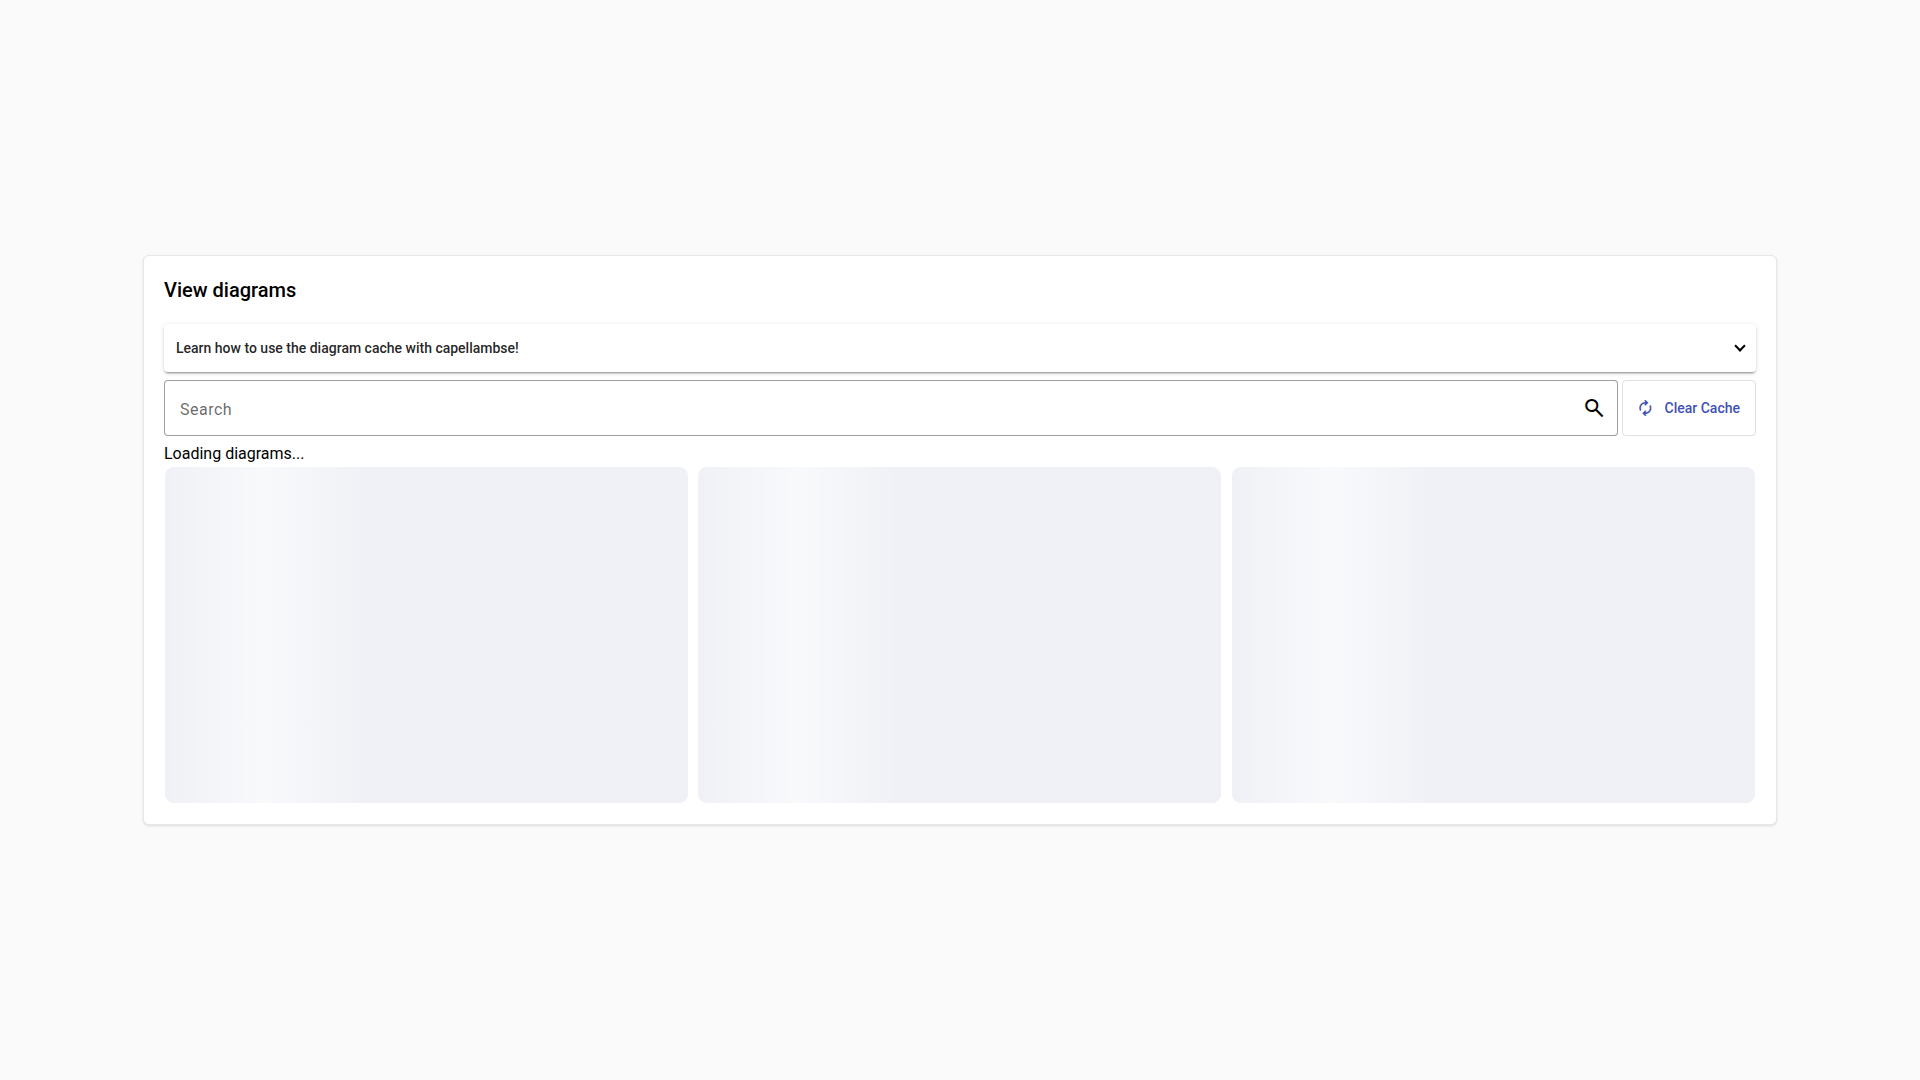 View diagrams
Learn how to use the diagram cache with capellambse!
Search
Clear Cache
Loading diagrams...